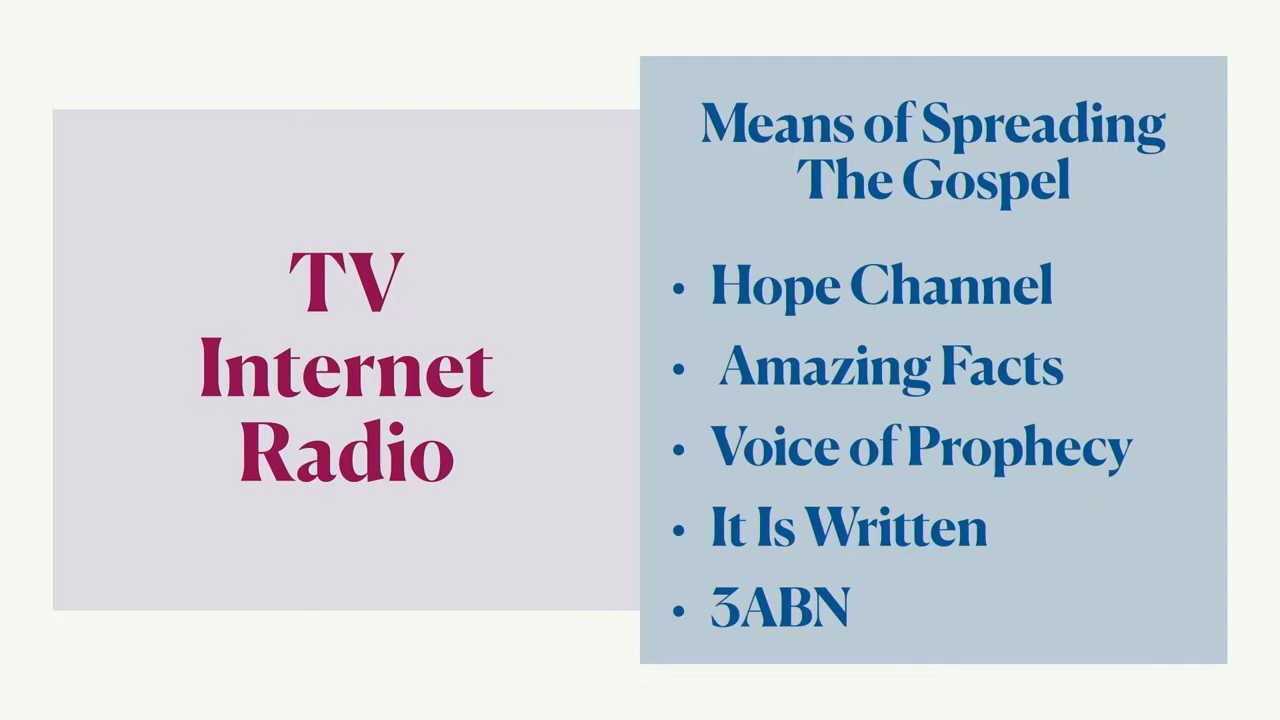 TV
Internet
Radio
Means of Spreading
The Gospel
• Hope Channel
• Amazing Facts
• Voice of Prophecy
• It Is Written
• 3ABN